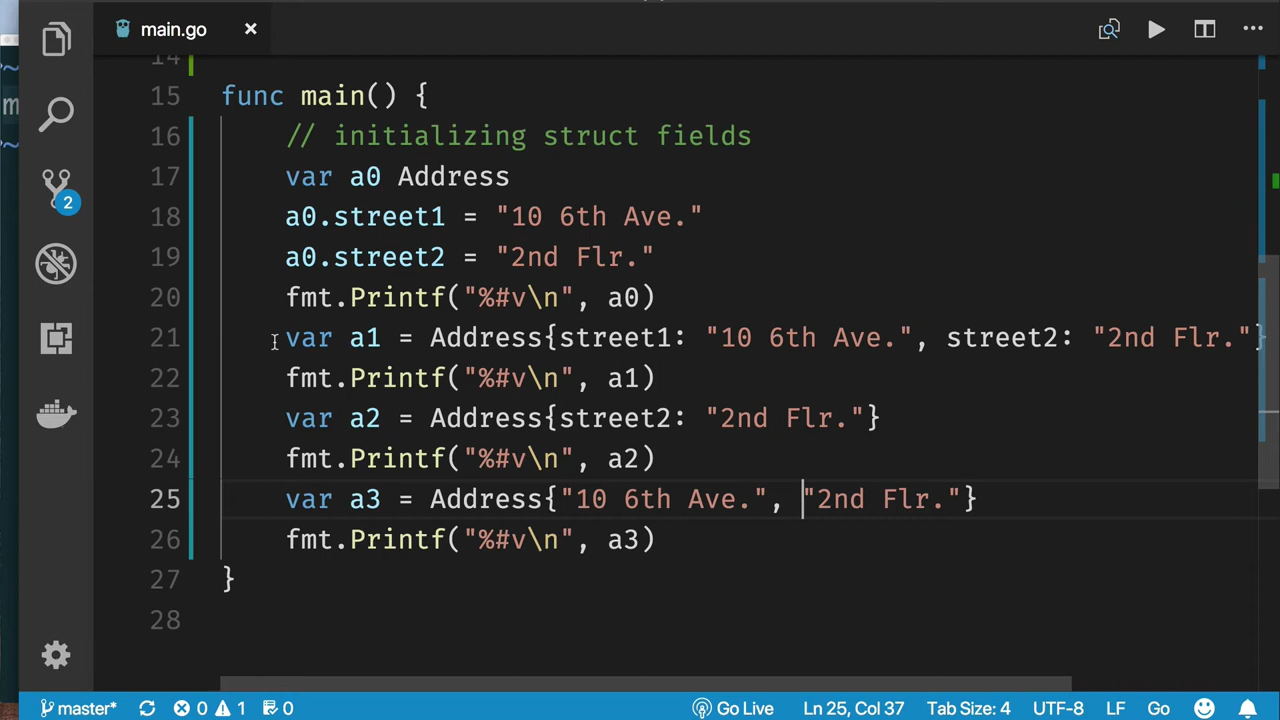 main.go
14
15 func main() {
16 // initializing struct fields
17 var a0 Address
18 a0.street1 = "10 6th Ave."
19 a0.street2 = "2nd Flr."
20 fmt.Printf("%#v\n", a0)
21 var a1 = Address{street1: "10 6th Ave.", street2: "2nd Flr."}
22 fmt.Printf("%#v\n", a1)
23 var a2 = Address{street2: "2nd Flr."}
24 fmt.Printf("%#v\n", a2)
25 var a3 = Address{"10 6th Ave.", "2nd Flr."}
26 fmt.Printf("%#v\n", a3)
27 }
28
2
master* 0 1 0 Go Live Ln 25, Col 37 Tab Size: 4 UTF-8 LF Go